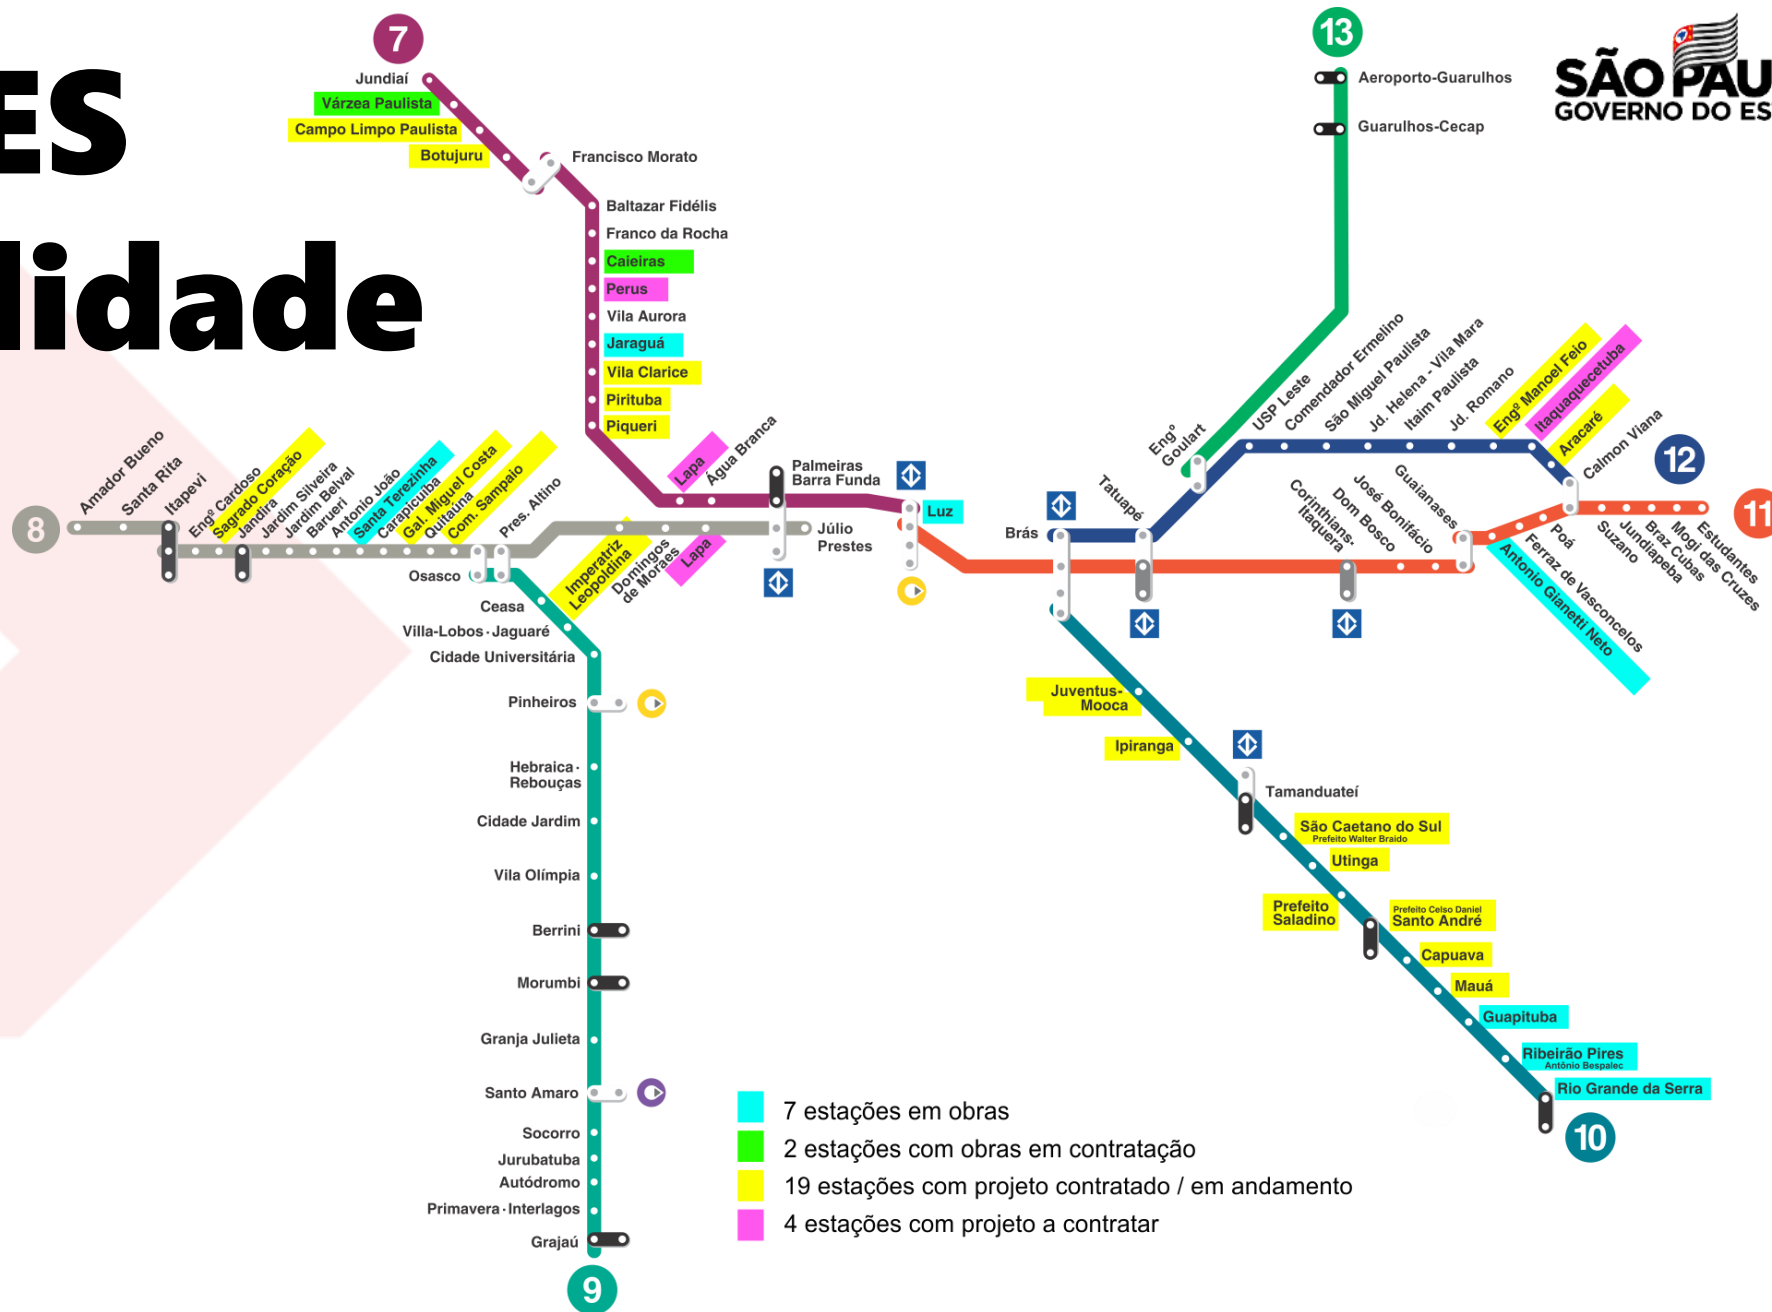 ES
lidade
7
Jundiaí
Várzea Paulista
Campo Limpo Paulista
Botujuru
Francisco Morato
Baltazar Fidélis
Franco da Rocha
Caieiras
Perus
Vila Aurora
Jaraguá
Vila Clarice
Pirituba
Piqueri
Lapa
Água Branca
Palmeiras
Barra Funda
Luz
13
Aeroporto-Guarulhos
Guarulhos-Cecap
Engº
Goulart
SÃO PAU
GOVERNO DO ES
8
Amador Bueno
Santa Rita
Itapevi
Engº Cardoso
Sagrado Coração
Jandira
Jardim Silveira
Jardim Belval
Barueri
Antonio João
Santa Terezinha
Carapicuíba
Gal. Miguel Costa
Quitaúna
Com. Sampaio
Osasco
Pres. Altino
Imperatriz
Leopoldina
Domingos
de Moraes
Lapa
Júlio
Prestes
Ceasa
Villa-Lobos·Jaguaré
Cidade Universitária
Pinheiros
Hebraica·
Rebouças
Cidade Jardim
Vila Olímpia
Berrini
Morumbi
Granja Julieta
Santo Amaro
Socorro
Jurubatuba
Autódromo
Primavera·Interlagos
Grajaú
9
Brás
Tatuapé
USP Leste
Comendador Ermelino
São Miguel Paulista
Jd. Helena - Vila Mara
Itaim Paulista
Jd. Romano
Engº Manoel Feio
Itaquaquecetuba
Aracaré
Calmon Viana
12
11
Corinthians-
Itaquera
Dom Bosco
José Bonifácio
Guaianases
Antonio Gianetti Neto
Ferraz de Vasconcelos
Poá
Suzano
Jundiapeba
Braz Cubas
Mogi das Cruzes
Estudantes
Juventus-
Mooca
Ipiranga
Tamanduateí
São Caetano do Sul
Prefeito Walter Braido
Utinga
Prefeito
Saladino
Prefeito Celso Daniel
Santo André
Capuava
Mauá
Guapituba
Ribeirão Pires
Antônio Bespalec
Rio Grande da Serra
10
7 estações em obras
2 estações com obras em contratação
19 estações com projeto contratado / em andamento
4 estações com projeto a contratar